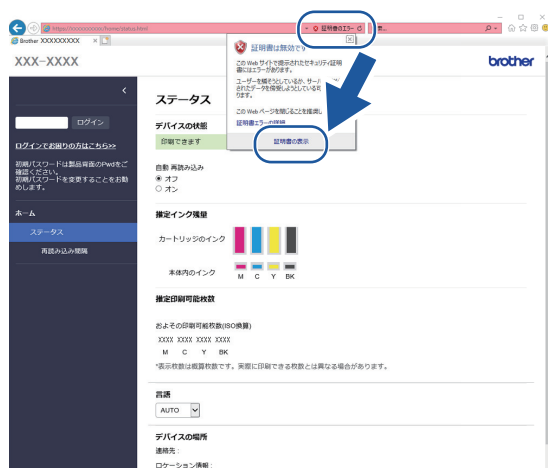 https://xxxxxxxxxx/home/status.html
証明書のエラー
Brother XXXXXXXXXX
証明書は無効です
この Web サイトで提示されたセキュリティ証明書にはエラーがあります。
ユーザーを騙そうとしているか、サーバ
されたデータを傍受しようとしている可
ります。
この Web ページを閉じることを推奨し
証明書エラーの詳細
証明書の表示
XXX-XXXX
brother
ログイン
ログインでお困りの方はこちら>>
初期パスワードは製品背面のPwdをご確認ください。
初期パスワードを変更することをお勧めします。
ホーム
ステータス
再読み込み間隔
ステータス
デバイスの状態
印刷できます
自動 再読み込み
オフ
オン
推定インク残量
カートリッジのインク
本体内のインク
M C Y BK
推定印刷可能枚数
およその印刷可能枚数(ISO換算)
XXXX XXXX XXXX XXXX
M C Y BK
*表示枚数は概算枚数です。実際に印刷できる枚数とは異なる場合があります。
言語
AUTO
デバイスの場所
連絡先 :
ロケーション情報 :